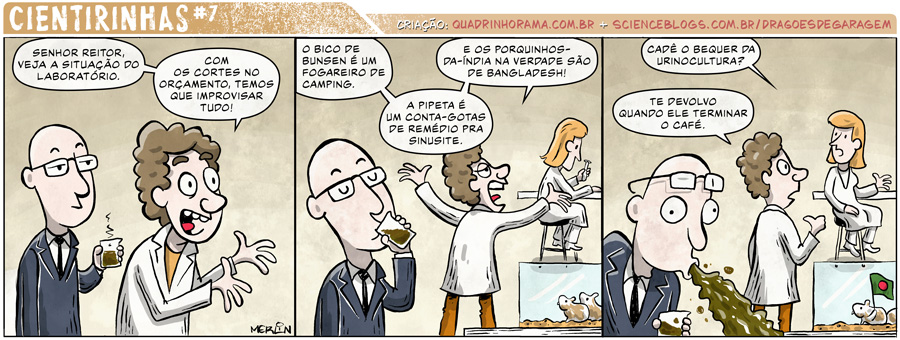 CIENTIRINHAS #7
CRIAÇÃO: QUADRINHORAMA.COM.BR + SCIENCEBLOGS.COM.BR/DRAGOESDEGARAGEM
SENHOR REITOR,
VEJA A SITUAÇÃO DO
LABORATÓRIO.
COM
OS CORTES NO
ORÇAMENTO, TEMOS
QUE IMPROVISAR
TUDO!
MERLIN
O BICO DE
BUNSEN É UM
FOGAREIRO DE
CAMPING.
A PIPETA É
UM CONTA-GOTAS
DE REMÉDIO PRA
SINUSITE.
E OS PORQUINHOS-
DA-ÍNDIA NA VERDADE SÃO
DE BANGLADESH!
CADÊ O BEQUER DA
URINOCULTURA?
TE DEVOLVO
QUANDO ELE TERMINAR
O CAFÉ.